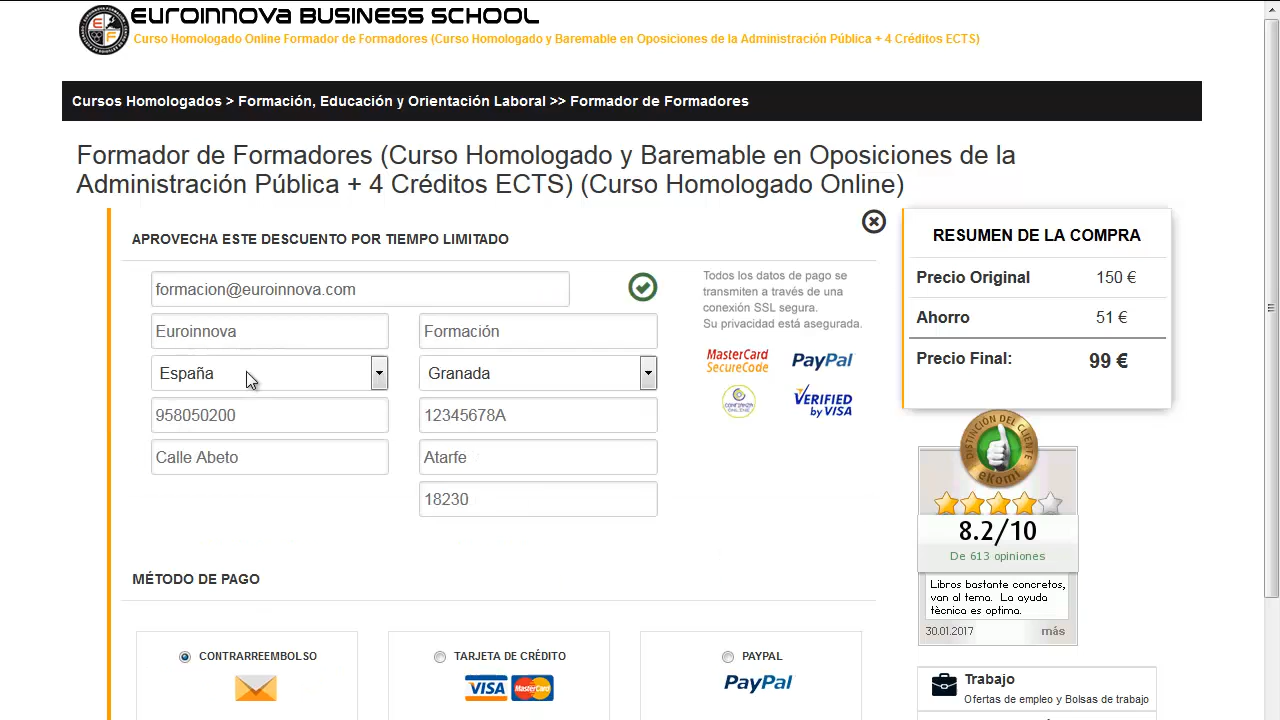 EUROINNOVA BUSINESS SCHOOL
Curso Homologado Online Formador de Formadores (Curso Homologado y Baremable en Oposiciones de la Administración Pública + 4 Créditos ECTS)
Cursos Homologados > Formación, Educación y Orientación Laboral >> Formador de Formadores
Formador de Formadores (Curso Homologado y Baremable en Oposiciones de la
Administración Pública + 4 Créditos ECTS) (Curso Homologado Online)
APROVECHA ESTE DESCUENTO POR TIEMPO LIMITADO
formacion@euroinnova.com
Euroinnova
Formación
España
Granada
958050200
12345678A
Calle Abeto
Atarfe
18230
Todos los datos de pago se
transmiten a través de una
conexión SSL segura.
Su privacidad está asegurada.
MasterCard
SecureCode
PayPal
CONFIANZA
ONLINE
VERIFIED
by VISA
RESUMEN DE LA COMPRA
Precio Original 150 €
Ahorro 51 €
Precio Final: 99 €
DISTINCIÓN DEL CLIENTE
eKomi
8.2/10
De 613 opiniones
Libros bastante concretos,
van al tema. La ayuda
tècnica es optima.
30.01.2017 más
Trabajo
Ofertas de empleo y Bolsas de trabajo
MÉTODO DE PAGO
CONTRARREEMBOLSO
TARJETA DE CRÉDITO
VISA MasterCard
PAYPAL
PayPal